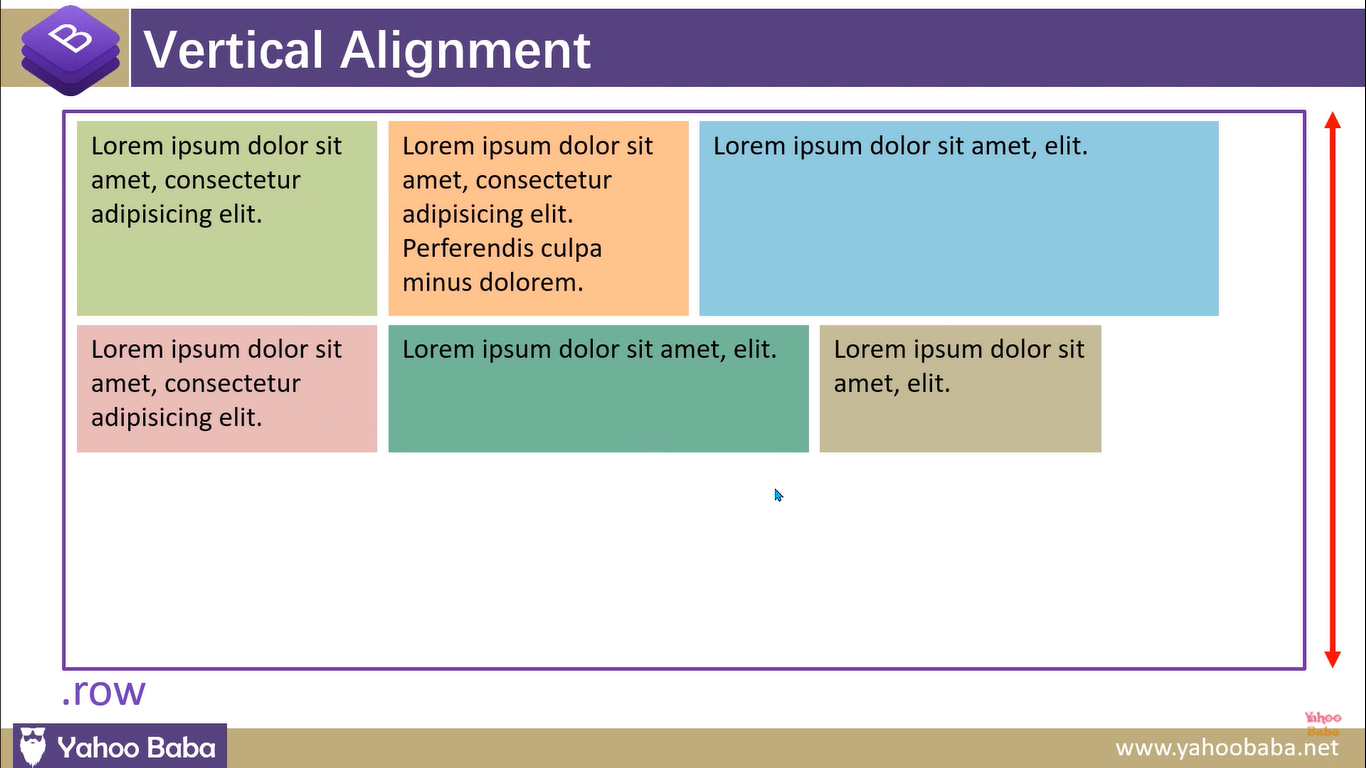 B
Vertical Alignment
Lorem ipsum dolor sit
amet, consectetur
adipisicing elit.
Lorem ipsum dolor sit
amet, consectetur
adipisicing elit.
Perferendis culpa
minus dolorem.
Lorem ipsum dolor sit amet, elit.
Lorem ipsum dolor sit
amet, consectetur
adipisicing elit.
Lorem ipsum dolor sit amet, elit.
Lorem ipsum dolor sit
amet, elit.
.row
Yahoo Baba
Yahoo
Baba
www.yahoobaba.net